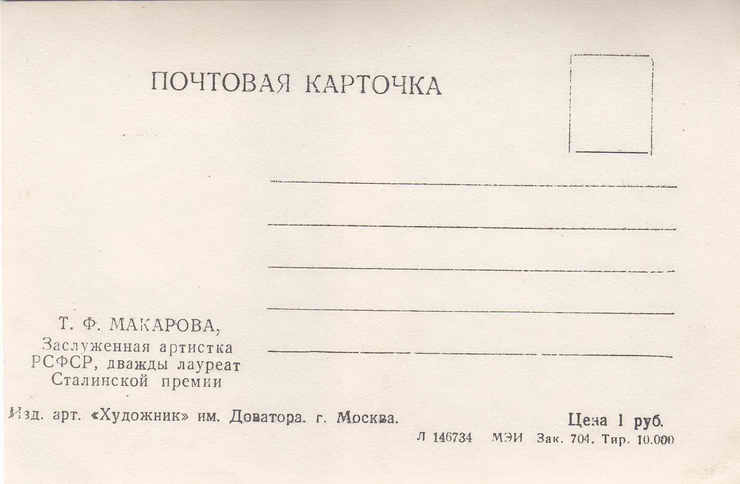 ПОЧТОВАЯ КАРТОЧКА
Т. Ф. МАКАРОВА,
Заслуженная артистка
РСФСР, дважды лауреат
Сталинской премии
Изд. арт. «Художник» им. Доватора. г. Москва.
Цена 1 руб.
Л 146734 МЭИ Зак. 704. Тир. 10.000